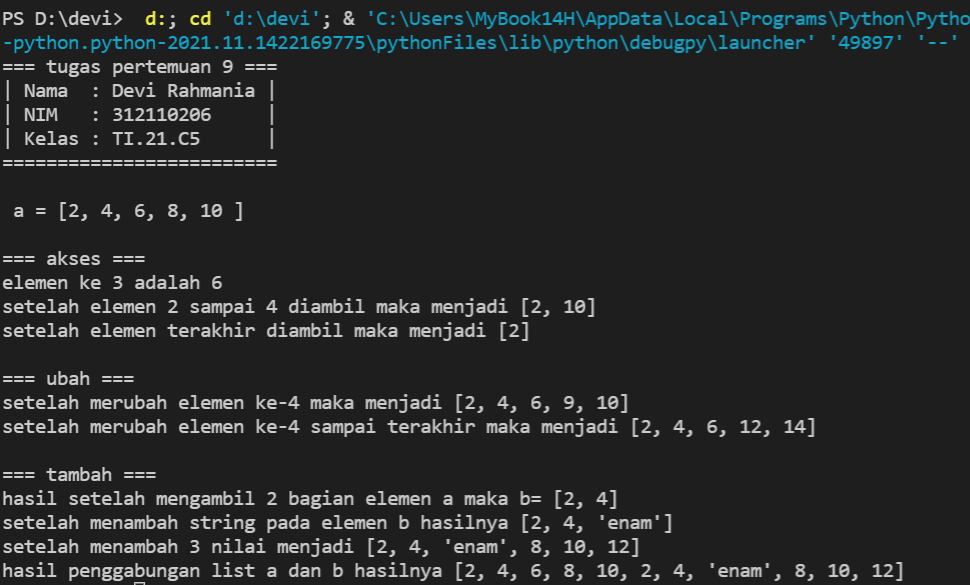 PS D:\devi>  d:; cd 'd:\devi'; & 'C:\Users\MyBook14H\AppData\Local\Programs\Python\Pytho
-python.python-2021.11.1422169775\pythonFiles\lib\python\debugpy\launcher' '49897' '--'
=== tugas pertemuan 9 ===
| Nama  : Devi Rahmania |
| NIM   : 312110206     |
| Kelas : TI.21.C5      |
=========================
a = [2, 4, 6, 8, 10 ]
=== akses ===
elemen ke 3 adalah 6
setelah elemen 2 sampai 4 diambil maka menjadi [2, 10]
setelah elemen terakhir diambil maka menjadi [2]
=== ubah ===
setelah merubah elemen ke-4 maka menjadi [2, 4, 6, 9, 10]
setelah merubah elemen ke-4 sampai terakhir maka menjadi [2, 4, 6, 12, 14]
=== tambah ===
hasil setelah mengambil 2 bagian elemen a maka b= [2, 4]
setelah menambah string pada elemen b hasilnya [2, 4, 'enam']
setelah menambah 3 nilai menjadi [2, 4, 'enam', 8, 10, 12]
hasil penggabungan list a dan b hasilnya [2, 4, 6, 8, 10, 2, 4, 'enam', 8, 10, 12]